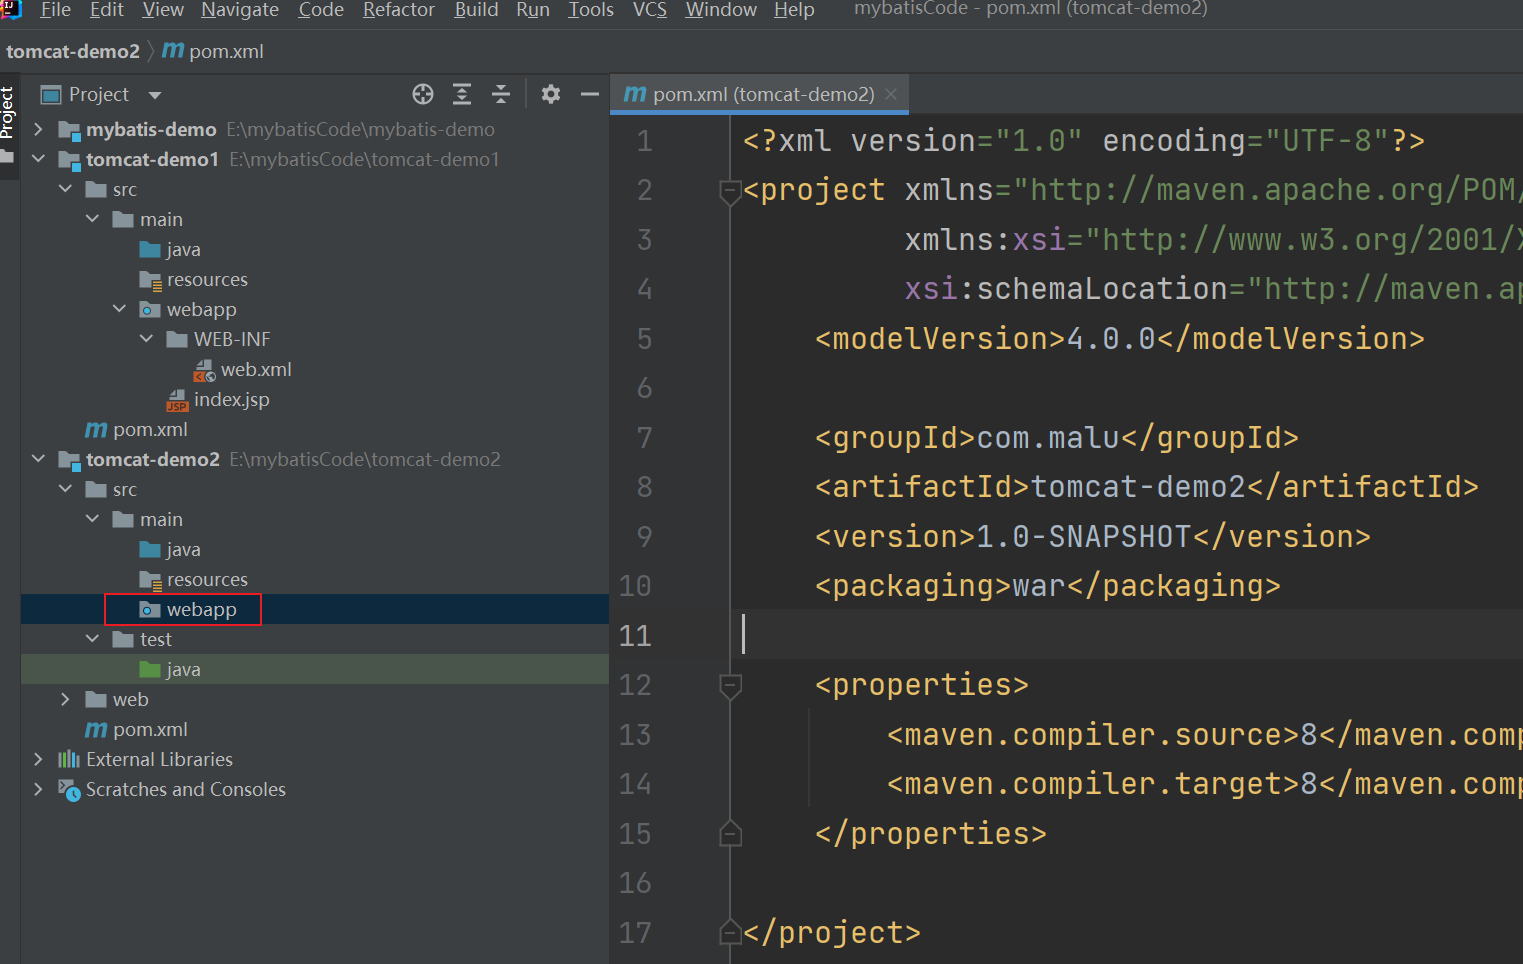 File Edit View Navigate Code Refactor Build Run Tools VCS Window Help mybatisCode - pom.xml (tomcat-demo2)
tomcat-demo2 m pom.xml
Project
Project
m pom.xml (tomcat-demo2)
mybatis-demo E:\mybatisCode\mybatis-demo
tomcat-demo1 E:\mybatisCode\tomcat-demo1
src
main
java
resources
webapp
WEB-INF
web.xml
JSP index.jsp
m pom.xml
tomcat-demo2 E:\mybatisCode\tomcat-demo2
src
main
java
resources
webapp
test
java
web
m pom.xml
External Libraries
Scratches and Consoles
1 <?xml version="1.0" encoding="UTF-8"?>
2 <project xmlns="http://maven.apache.org/POM/
3 xmlns:xsi="http://www.w3.org/2001/X
4 xsi:schemaLocation="http://maven.ap
5 <modelVersion>4.0.0</modelVersion>
6
7 <groupId>com.malu</groupId>
8 <artifactId>tomcat-demo2</artifactId>
9 <version>1.0-SNAPSHOT</version>
10 <packaging>war</packaging>
11
12 <properties>
13 <maven.compiler.source>8</maven.comp
14 <maven.compiler.target>8</maven.comp
15 </properties>
16
17 </project>